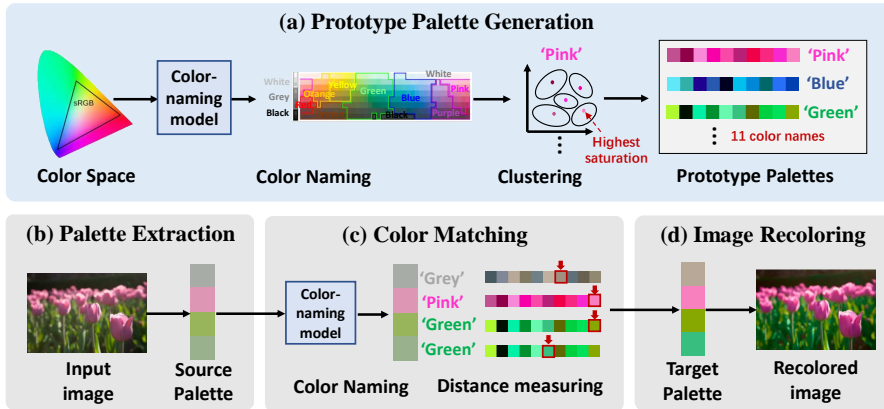 (a) Prototype Palette Generation
sRGB
Color-
naming
model
White
Grey
Black
Red
Orange
Yellow
Green
Blue
Black
White
Pink
Purple
'Pink'
Highest
saturation
'Pink'
'Blue'
'Green'
11 color names
Color Space
Color Naming
Clustering
Prototype Palettes
(b) Palette Extraction
Input
image
Source
Palette
(c) Color Matching
Color-
naming
model
'Grey'
'Pink'
'Green'
'Green'
Color Naming
Distance measuring
(d) Image Recoloring
Target
Palette
Recolored
image